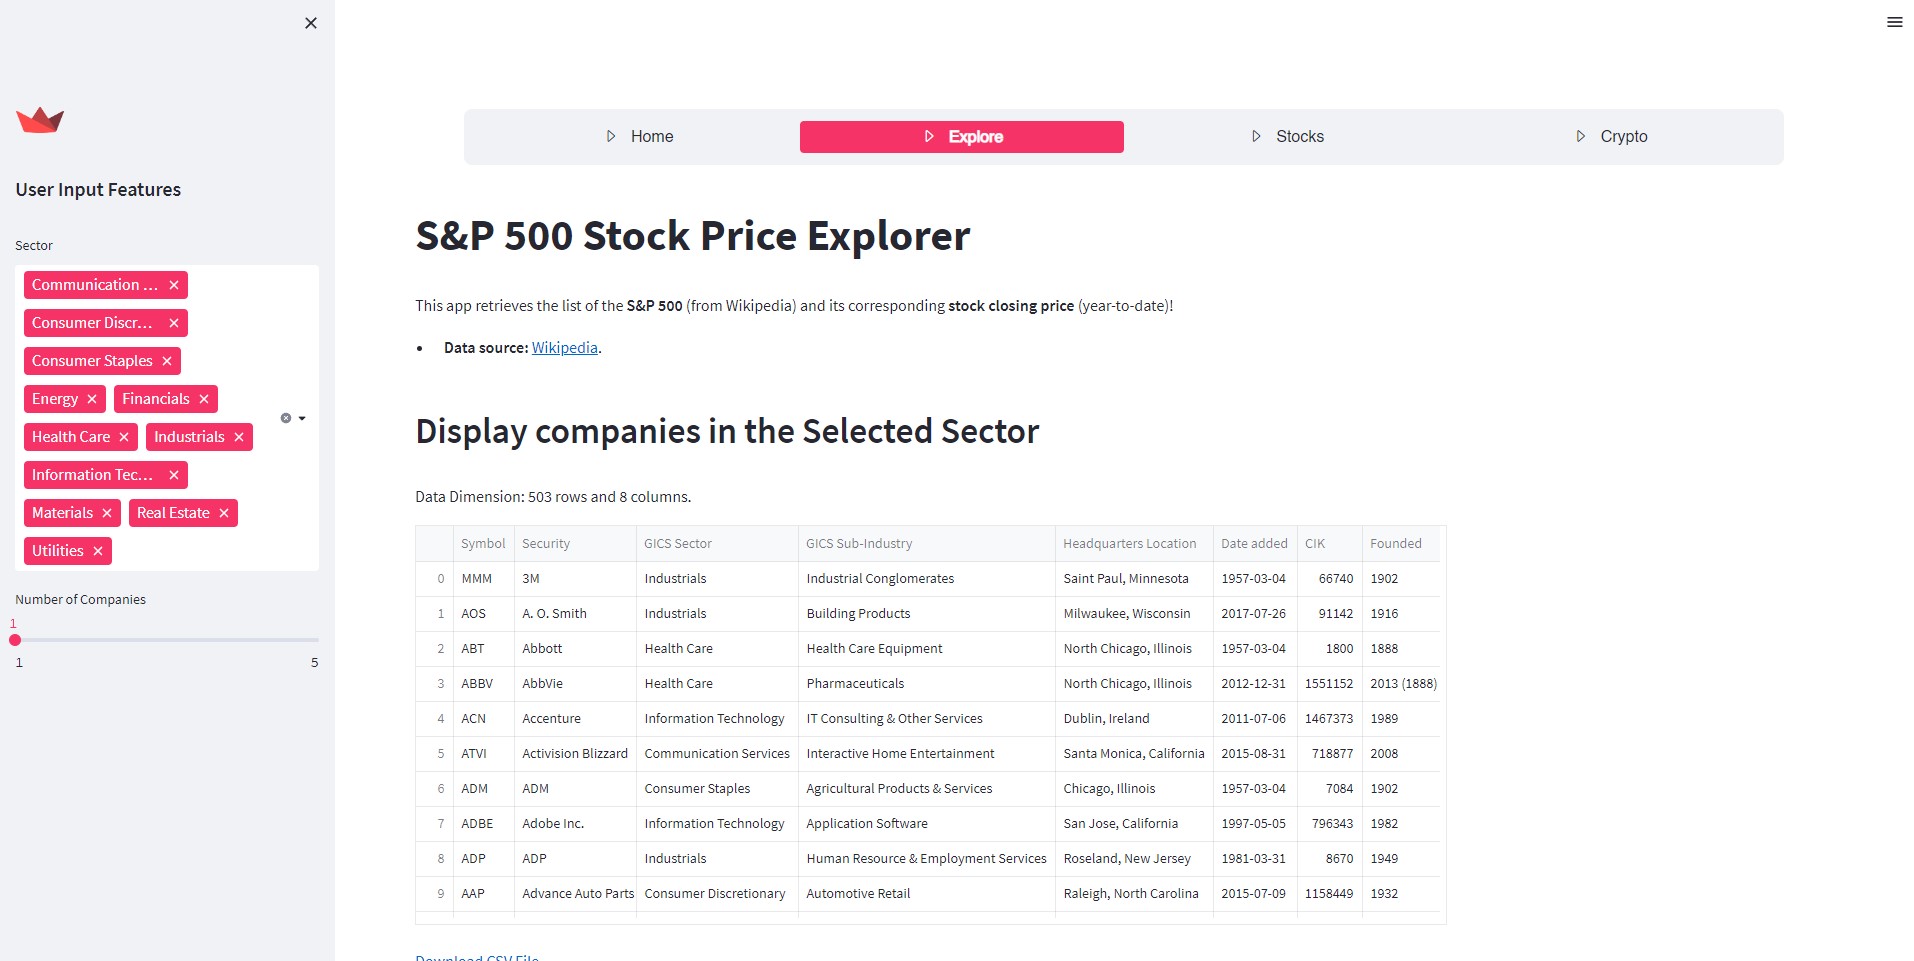 Home Explore Stocks Crypto
User Input Features
Sector
Communication ...
Consumer Discr...
Consumer Staples
Energy Financials
Health Care Industrials
Information Tec...
Materials Real Estate
Utilities
Number of Companies
1
1 5
S&P 500 Stock Price Explorer
This app retrieves the list of the S&P 500 (from Wikipedia) and its corresponding stock closing price (year-to-date)!
• Data source: Wikipedia.
Display companies in the Selected Sector
Data Dimension: 503 rows and 8 columns.
Symbol Security GICS Sector GICS Sub-Industry Headquarters Location Date added CIK Founded
0 MMM 3M Industrials Industrial Conglomerates Saint Paul, Minnesota 1957-03-04 66740 1902
1 AOS A. O. Smith Industrials Building Products Milwaukee, Wisconsin 2017-07-26 91142 1916
2 ABT Abbott Health Care Health Care Equipment North Chicago, Illinois 1957-03-04 1800 1888
3 ABBV AbbVie Health Care Pharmaceuticals North Chicago, Illinois 2012-12-31 1551152 2013 (1888)
4 ACN Accenture Information Technology IT Consulting & Other Services Dublin, Ireland 2011-07-06 1467373 1989
5 ATVI Activision Blizzard Communication Services Interactive Home Entertainment Santa Monica, California 2015-08-31 718877 2008
6 ADM ADM Consumer Staples Agricultural Products & Services Chicago, Illinois 1957-03-04 7084 1902
7 ADBE Adobe Inc. Information Technology Application Software San Jose, California 1997-05-05 796343 1982
8 ADP ADP Industrials Human Resource & Employment Services Roseland, New Jersey 1981-03-31 8670 1949
9 AAP Advance Auto Parts Consumer Discretionary Automotive Retail Raleigh, North Carolina 2015-07-09 1158449 1932
Download CSV File